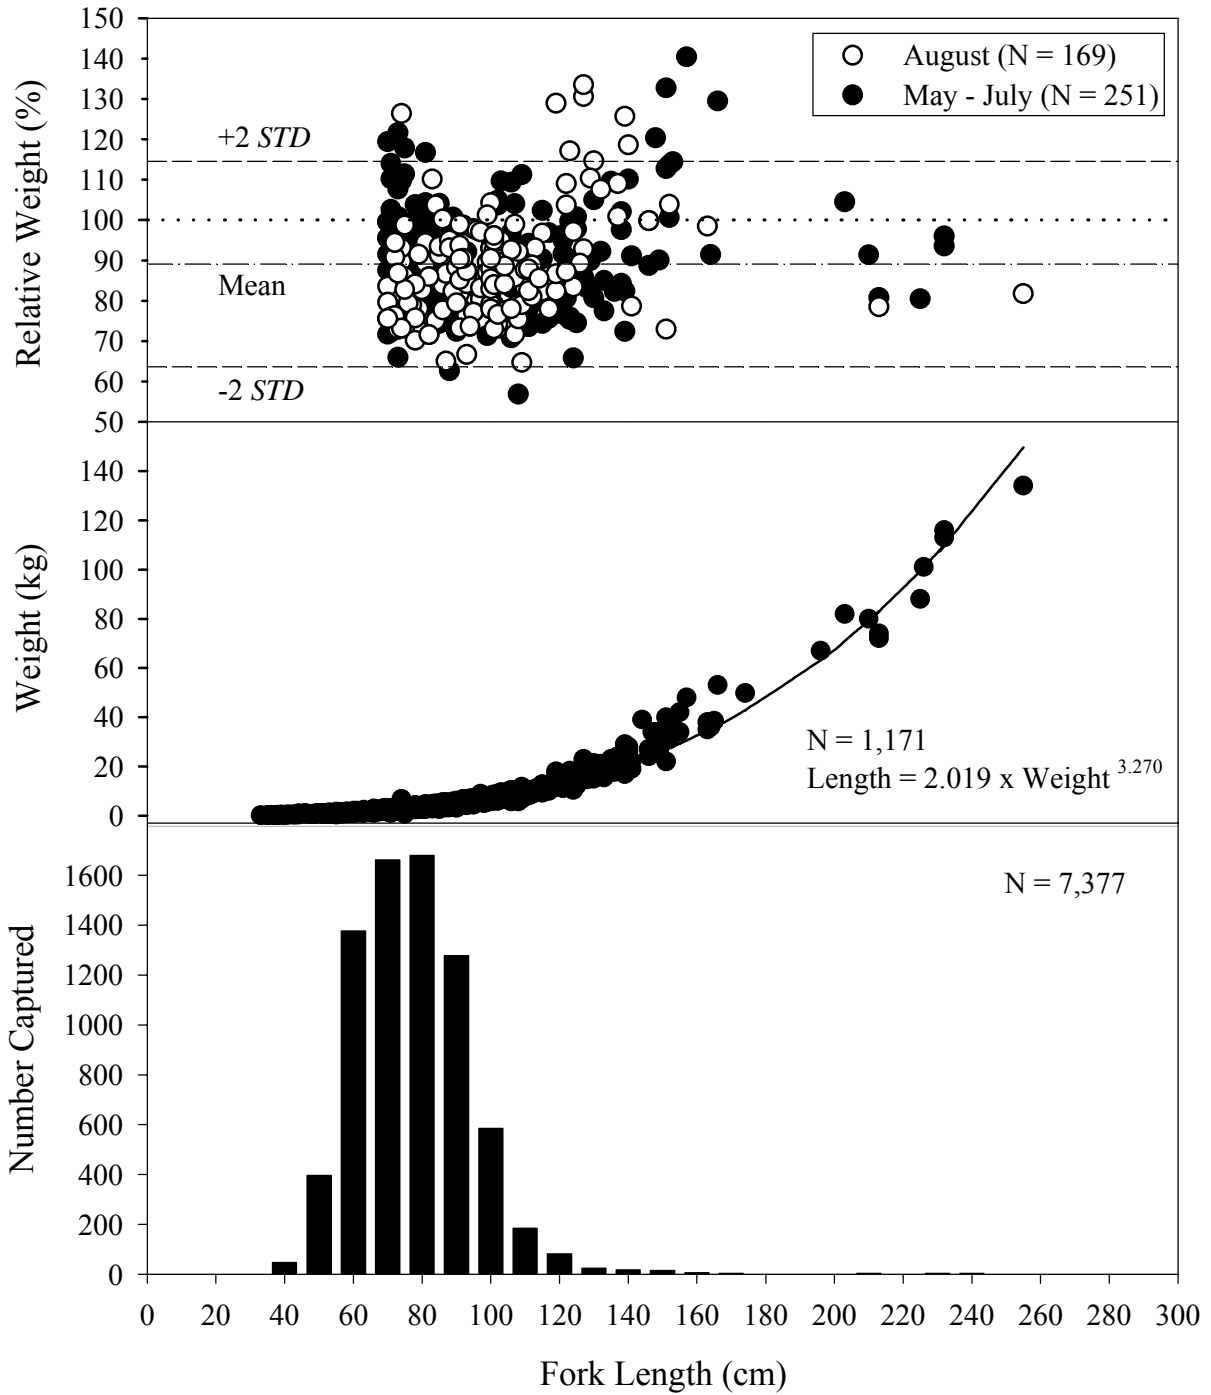 150
140
130
120
110
100
90
80
70
60
50
Relative Weight (%)
August (N = 169)
May - July (N = 251)
+2 STD
Mean
-2 STD
140
120
100
80
60
40
20
0
Weight (kg)
N = 1,171
Length = 2.019 x Weight 3.270
1600
1400
1200
1000
800
600
400
200
0
Number Captured
N = 7,377
0 20 40 60 80 100 120 140 160 180 200 220 240 260 280 300
Fork Length (cm)